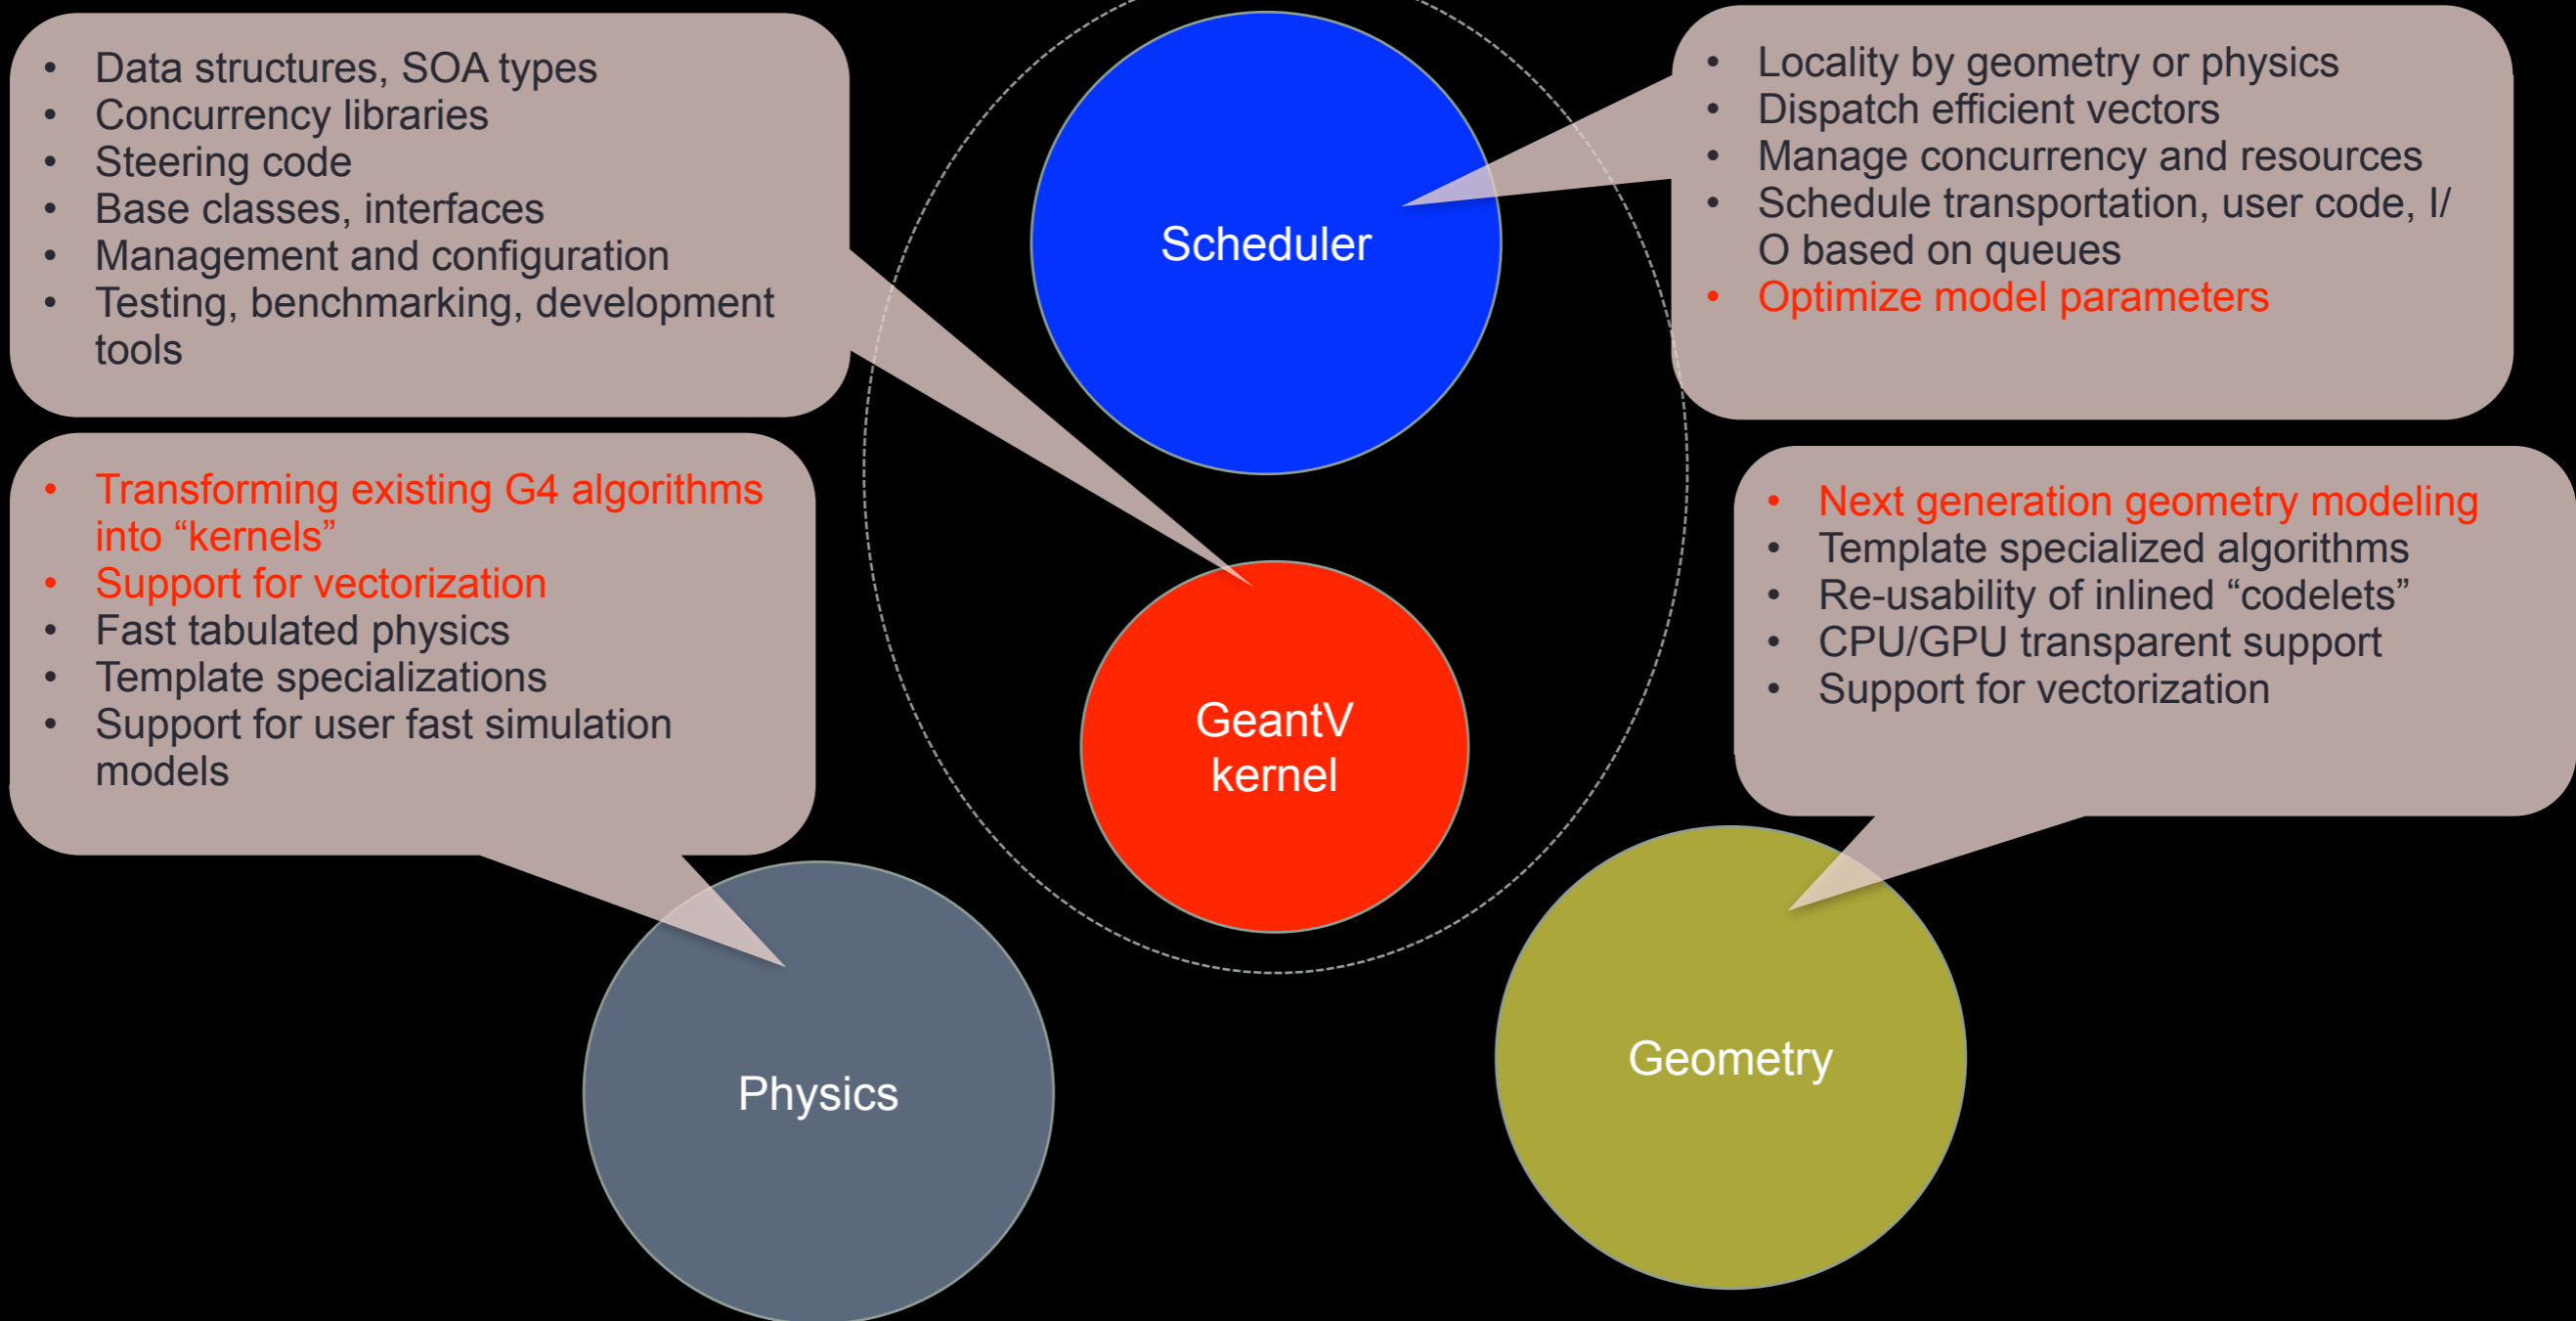 • Data structures, SOA types
• Concurrency libraries
• Steering code
• Base classes, interfaces
• Management and configuration
• Testing, benchmarking, development
tools
Scheduler
• Locality by geometry or physics
• Dispatch efficient vectors
• Manage concurrency and resources
• Schedule transportation, user code, I/
O based on queues
• Optimize model parameters
• Transforming existing G4 algorithms
into “kernels”
• Support for vectorization
• Fast tabulated physics
• Template specializations
• Support for user fast simulation
models
GeantV
kernel
• Next generation geometry modeling
• Template specialized algorithms
• Re-usability of inlined “codelets”
• CPU/GPU transparent support
• Support for vectorization
Physics
Geometry